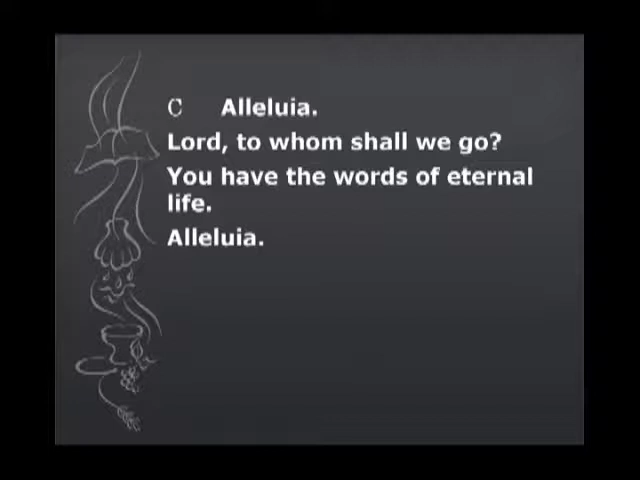 C Alleluia.
Lord, to whom shall we go?
You have the words of eternal
life.
Alleluia.